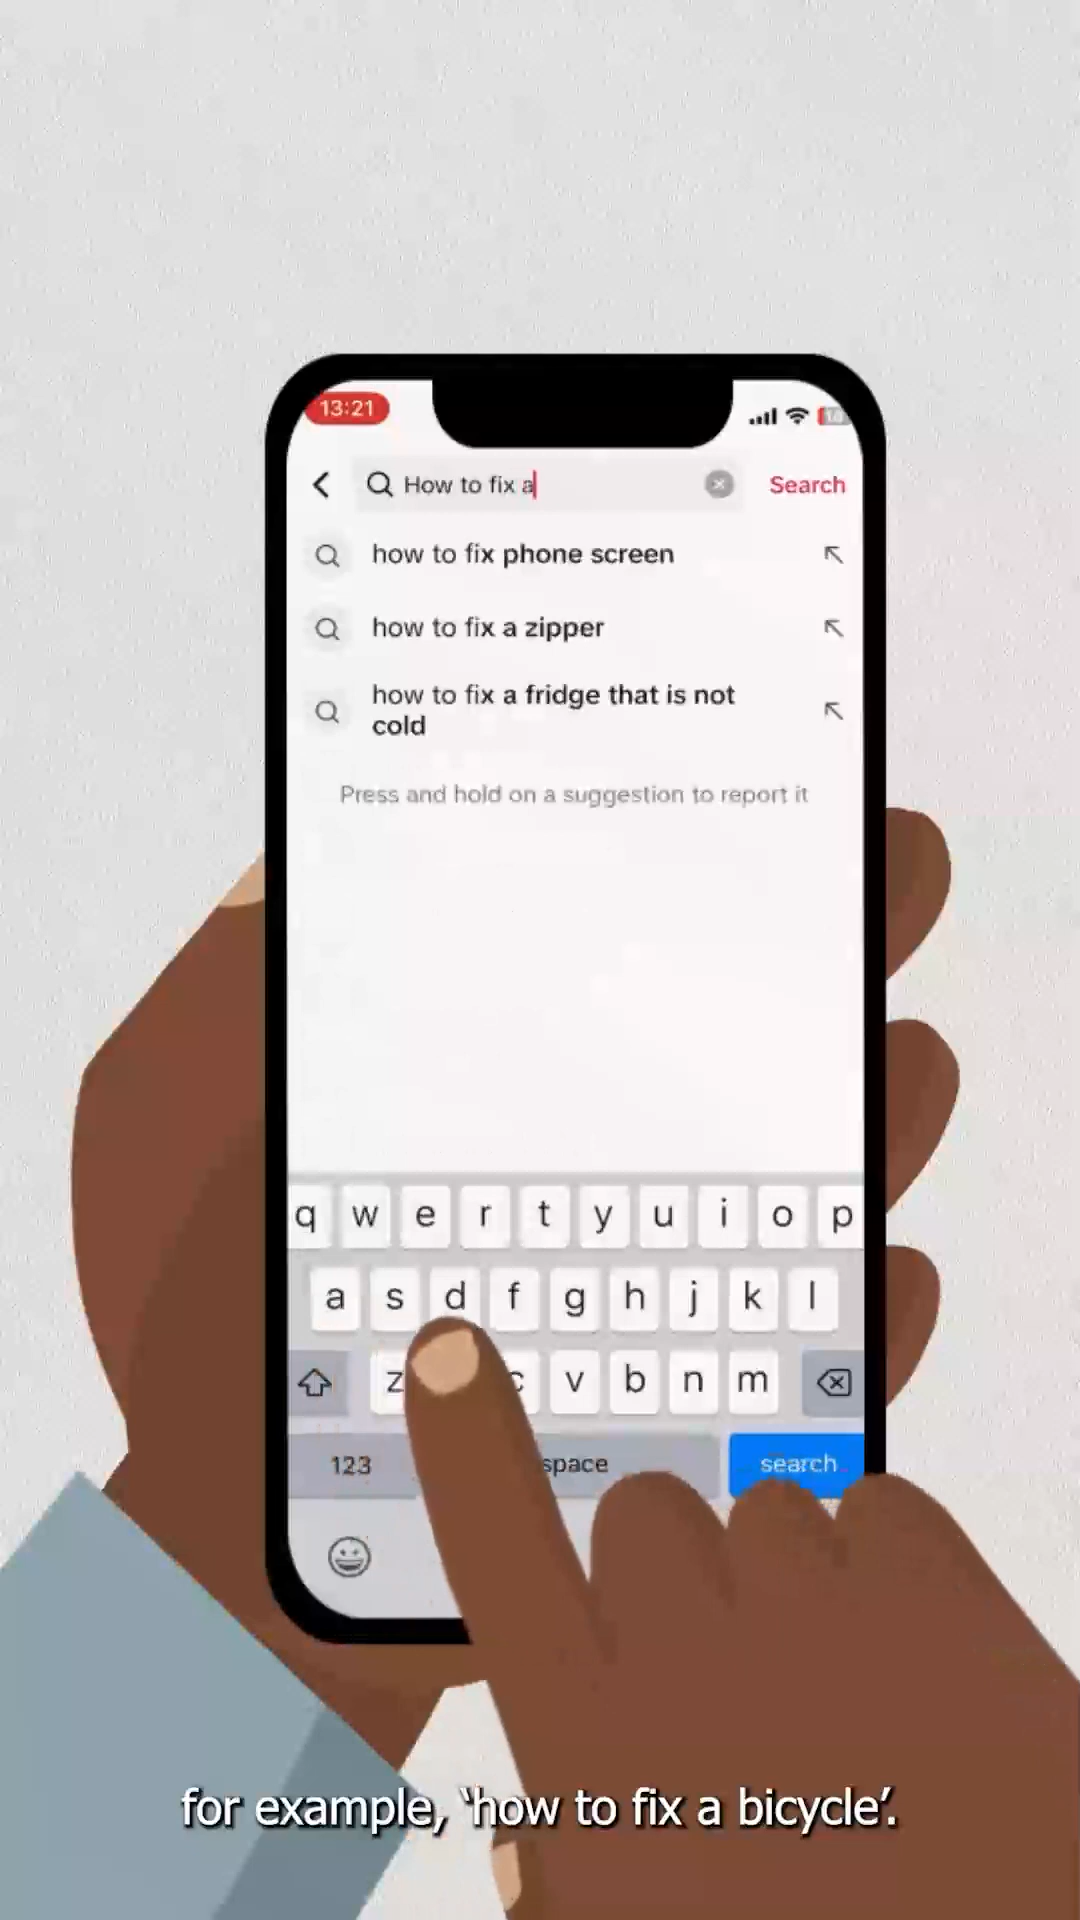 13:21
How to fix a
Search
how to fix phone screen
how to fix a zipper
how to fix a fridge that is not
cold
Press and hold on a suggestion to report it
q w e r t y u i o p
a s d f g h j k l
z c v b n m
123 space search
for example, ‘how to fix a bicycle’.